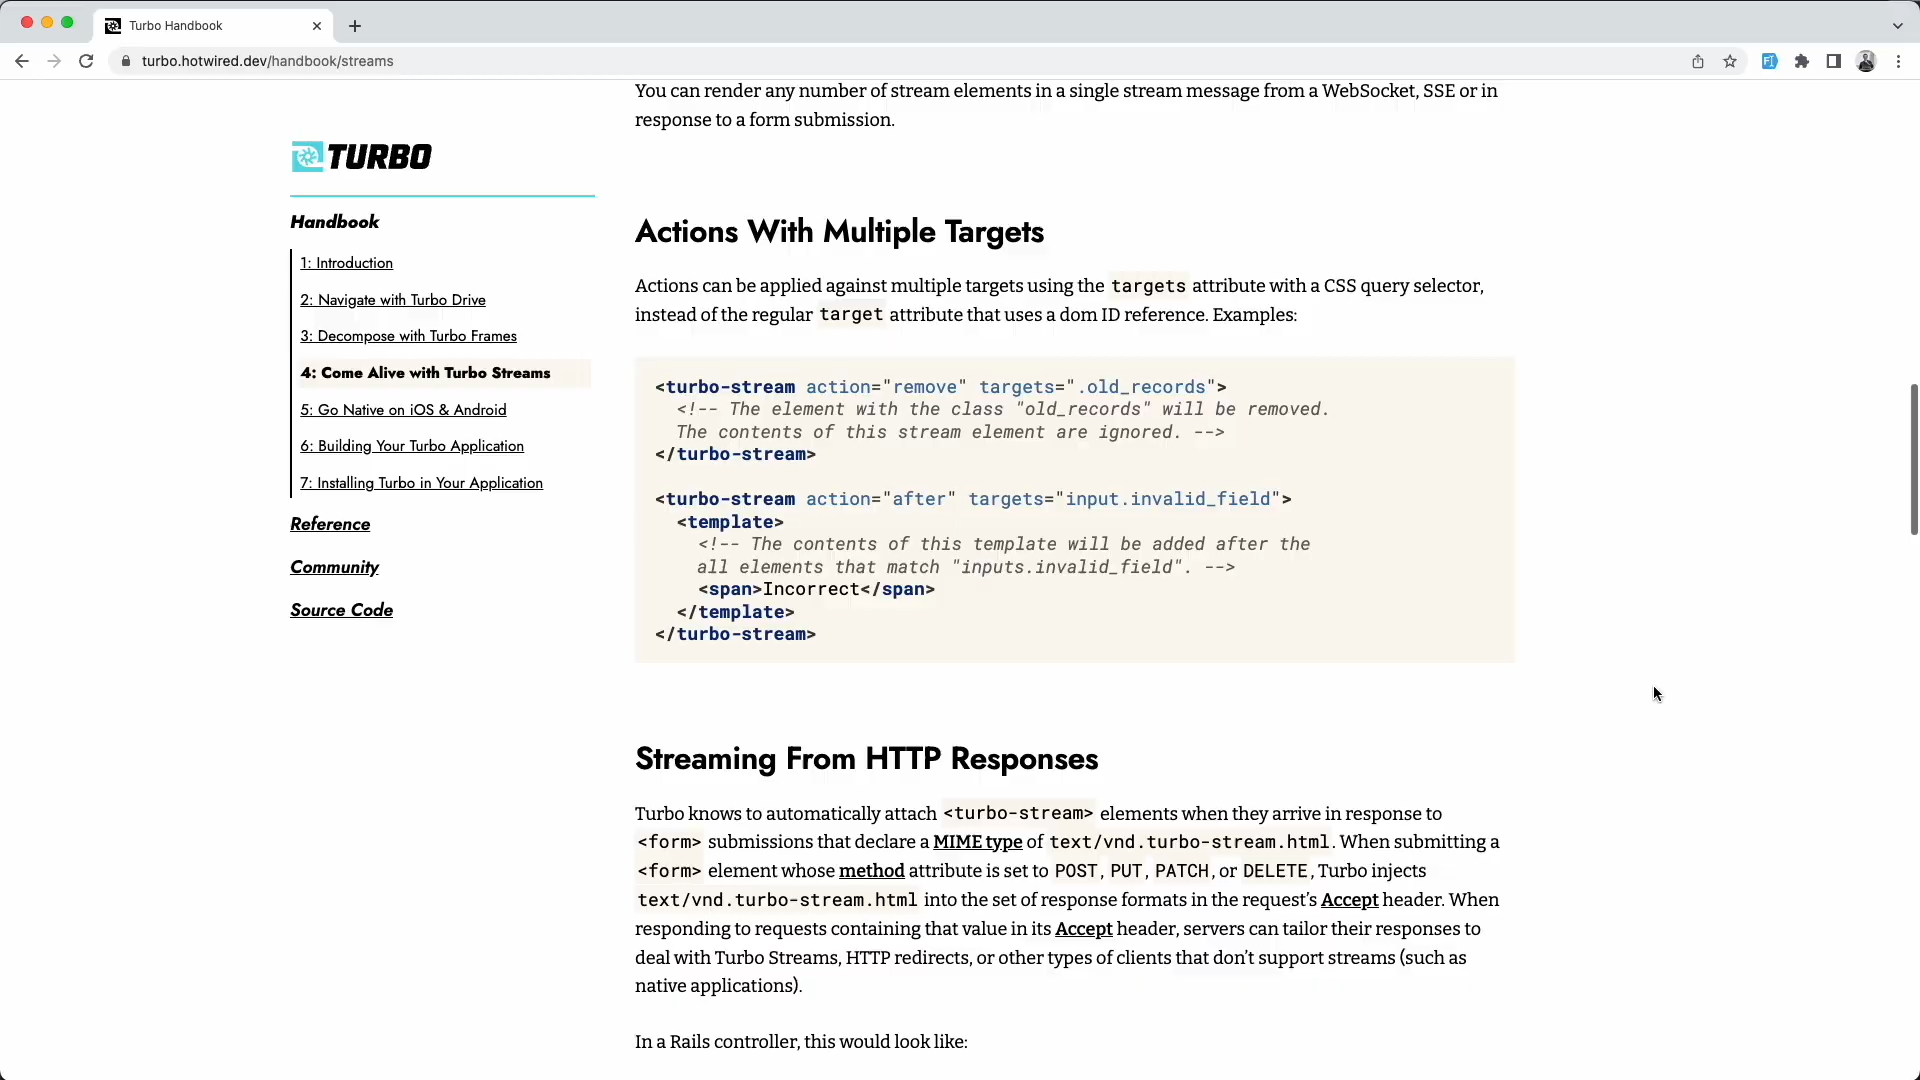 Turbo Handbook
turbo.hotwired.dev/handbook/streams
TURBO
Handbook
1: Introduction
2: Navigate with Turbo Drive
3: Decompose with Turbo Frames
4: Come Alive with Turbo Streams
5: Go Native on iOS & Android
6: Building Your Turbo Application
7: Installing Turbo in Your Application
Reference
Community
Source Code
You can render any number of stream elements in a single stream message from a WebSocket, SSE or in
response to a form submission.
Actions With Multiple Targets
Actions can be applied against multiple targets using the targets attribute with a CSS query selector,
instead of the regular target attribute that uses a dom ID reference. Examples:
<turbo-stream action="remove" targets=".old_records">
  <!-- The element with the class "old_records" will be removed.
  The contents of this stream element are ignored. -->
</turbo-stream>
<turbo-stream action="after" targets="input.invalid_field">
  <template>
    <!-- The contents of this template will be added after the
    all elements that match "inputs.invalid_field". -->
    <span>Incorrect</span>
  </template>
</turbo-stream>
Streaming From HTTP Responses
Turbo knows to automatically attach <turbo-stream> elements when they arrive in response to
<form> submissions that declare a MIME type of text/vnd.turbo-stream.html. When submitting a
<form> element whose method attribute is set to POST, PUT, PATCH, or DELETE, Turbo injects
text/vnd.turbo-stream.html into the set of response formats in the request’s Accept header. When
responding to requests containing that value in its Accept header, servers can tailor their responses to
deal with Turbo Streams, HTTP redirects, or other types of clients that don’t support streams (such as
native applications).
In a Rails controller, this would look like: